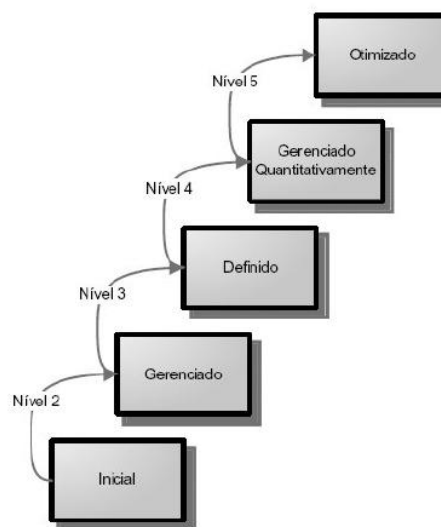 Otimizado
Nível 5
Gerenciado
Quantitativamente
Nível 4
Definido
Nível 3
Gerenciado
Nível 2
Inicial